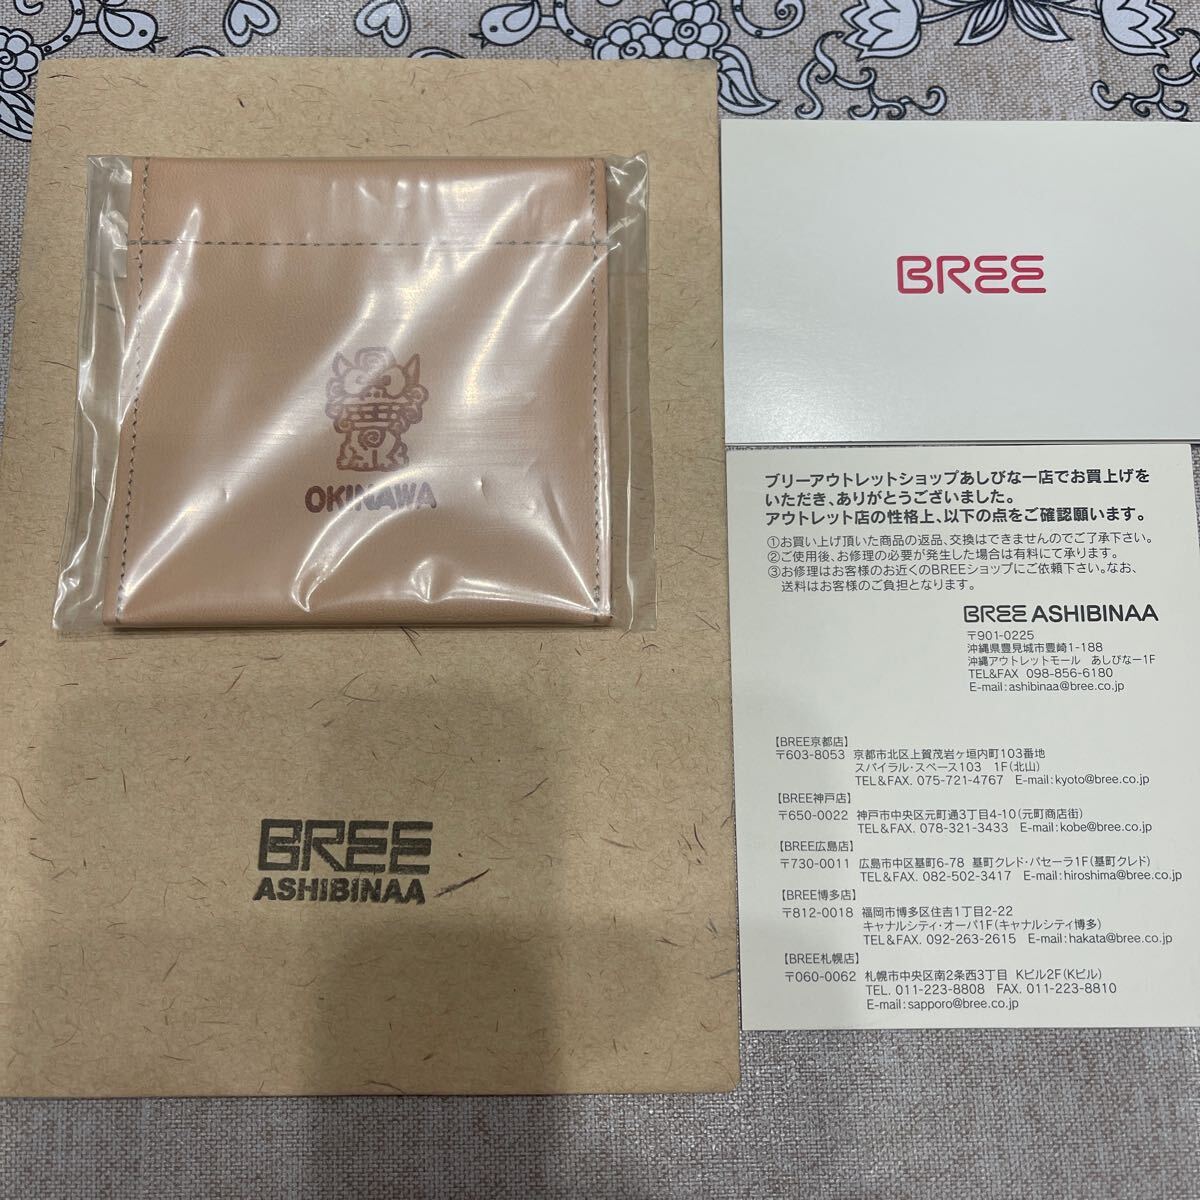 OKINAWA
BREE
ASHIBINAA
BREE
ブリーアウトレットショップあしびなー店でお買上げを
いただき、ありがとうございました。
アウトレット店の性格上、以下の点をご確認願います。
①お買い上げ頂いた商品の返品、交換はできませんのでご了承下さい。
②ご使用後、お修理の必要が発生した場合は有料にて承ります。
③お修理はお客様のお近くのBREEショップにご依頼下さい。なお、
送料はお客様のご負担となります。
BREE ASHIBINAA
〒901-0225
沖縄県豊見城市豊崎1-188
沖縄アウトレットモール あしびなー1F
TEL&FAX 098-856-6180
E-mail:ashibinaa@bree.co.jp
【BREE京都店】
〒603-8053 京都市北区上賀茂岩ヶ垣内町103番地
スパイラル・スペース103 1F(北山)
TEL&FAX. 075-721-4767 E-mail:kyoto@bree.co.jp
【BREE神戸店】
〒650-0022 神戸市中央区元町通3丁目4-10(元町商店街)
TEL&FAX. 078-321-3433 E-mail:kobe@bree.co.jp
【BREE広島店】
〒730-0011 広島市中区基町6-78 基町クレド・パセーラ1F(基町クレド)
TEL&FAX. 082-502-3417 E-mail:hiroshima@bree.co.jp
【BREE博多店】
〒812-0018 福岡市博多区住吉1丁目2-22
キャナルシティ・オーパ1F(キャナルシティ博多)
TEL&FAX. 092-263-2615 E-mail:hakata@bree.co.jp
【BREE札幌店】
〒060-0062 札幌市中央区南2条西3丁目 Kビル2F(Kビル)
TEL. 011-223-8808 FAX. 011-223-8810
E-mail:sapporo@bree.co.jp